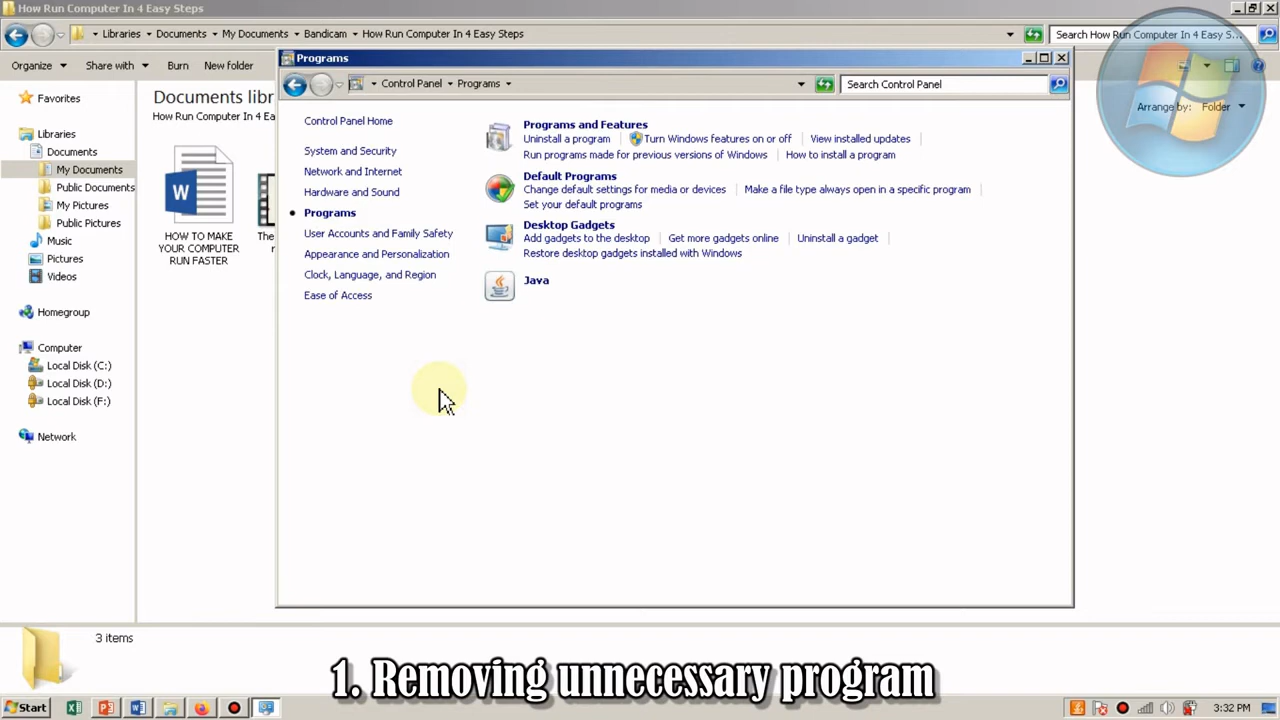 How Run Computer In 4 Easy Steps
Libraries Documents My Documents Bandicam How Run Computer In 4 Easy Steps
Search How Run Computer In 4 Easy S...
Organize Share with Burn New folder
Favorites
Libraries
Documents
My Documents
Public Documents
My Pictures
Public Pictures
Music
Pictures
Videos
Homegroup
Computer
Local Disk (C:)
Local Disk (D:)
Local Disk (F:)
Network
Documents libr
How Run Computer In 4 Ea
Arrange by: Folder
HOW TO MAKE
YOUR COMPUTER
RUN FASTER
The
Programs
Control Panel Programs
Search Control Panel
Control Panel Home
System and Security
Network and Internet
Hardware and Sound
Programs
User Accounts and Family Safety
Appearance and Personalization
Clock, Language, and Region
Ease of Access
Programs and Features
Uninstall a program Turn Windows features on or off View installed updates
Run programs made for previous versions of Windows How to install a program
Default Programs
Change default settings for media or devices Make a file type always open in a specific program
Set your default programs
Desktop Gadgets
Add gadgets to the desktop Get more gadgets online Uninstall a gadget
Restore desktop gadgets installed with Windows
Java
3 items
1. Removing unnecessary program
Start
3:32 PM